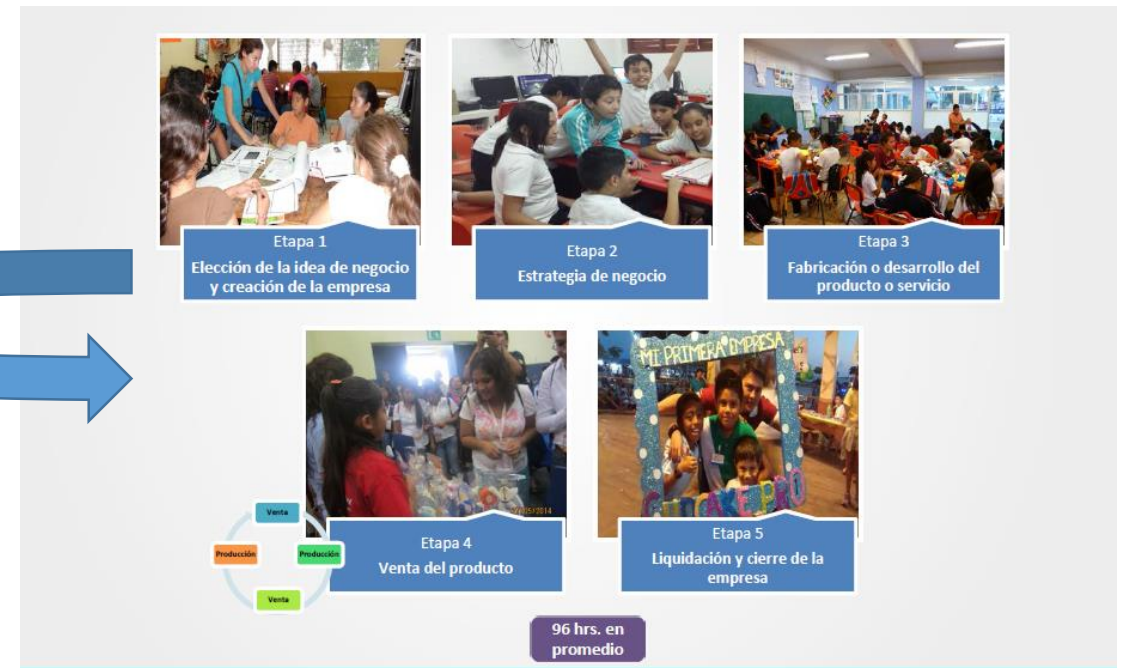 Etapa 1
Elección de la idea de negocio
y creación de la empresa
Etapa 2
Estrategia de negocio
Etapa 3
Fabricación o desarrollo del
producto o servicio
MI PRIMERA EMPRESA
Etapa 4
Venta del producto
Etapa 5
Liquidación y cierre de la
empresa
Venta
Producción
Producción
Venta
96 hrs. en
promedio